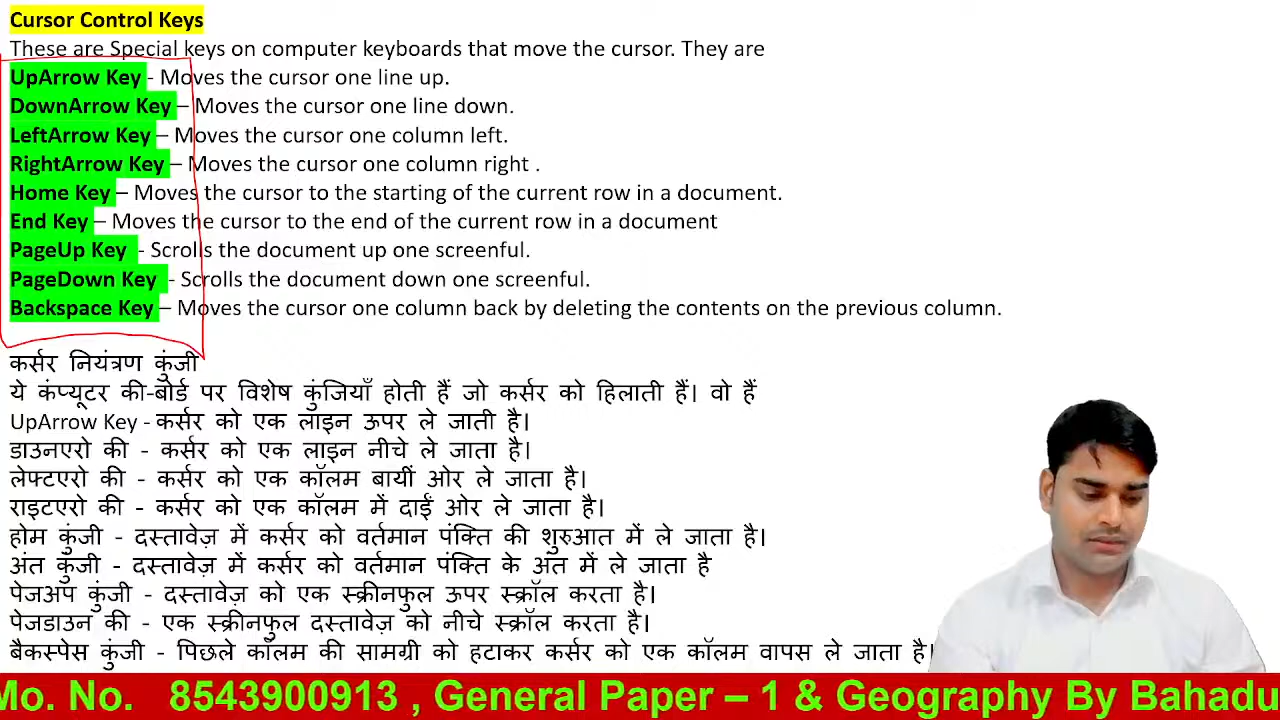 Cursor Control Keys
These are Special keys on computer keyboards that move the cursor. They are
UpArrow Key - Moves the cursor one line up.
DownArrow Key – Moves the cursor one line down.
LeftArrow Key – Moves the cursor one column left.
RightArrow Key – Moves the cursor one column right .
Home Key – Moves the cursor to the starting of the current row in a document.
End Key – Moves the cursor to the end of the current row in a document
PageUp Key - Scrolls the document up one screenful.
PageDown Key - Scrolls the document down one screenful.
Backspace Key – Moves the cursor one column back by deleting the contents on the previous column.
कर्सर नियंत्रण कुंजी
ये कंप्यूटर की-बोर्ड पर विशेष कुंजियाँ होती हैं जो कर्सर को हिलाती हैं। वो हैं
UpArrow Key - कर्सर को एक लाइन ऊपर ले जाती है।
डाउनएरो की - कर्सर को एक लाइन नीचे ले जाता है।
लेफ्टएरो की - कर्सर को एक कॉलम बायीं ओर ले जाता है।
राइटएरो की - कर्सर को एक कॉलम में दाईं ओर ले जाता है।
होम कुंजी - दस्तावेज़ में कर्सर को वर्तमान पंक्ति की शुरुआत में ले जाता है।
अंत कुंजी - दस्तावेज़ में कर्सर को वर्तमान पंक्ति के अंत में ले जाता है
पेजअप कुंजी - दस्तावेज़ को एक स्क्रीनफुल ऊपर स्क्रॉल करता है।
पेजडाउन की - एक स्क्रीनफुल दस्तावेज़ को नीचे स्क्रॉल करता है।
बैकस्पेस कुंजी - पिछले कॉलम की सामग्री को हटाकर कर्सर को एक कॉलम वापस ले जाता है।
Mo. No. 8543900913 , General Paper – 1 & Geography By Bahadu